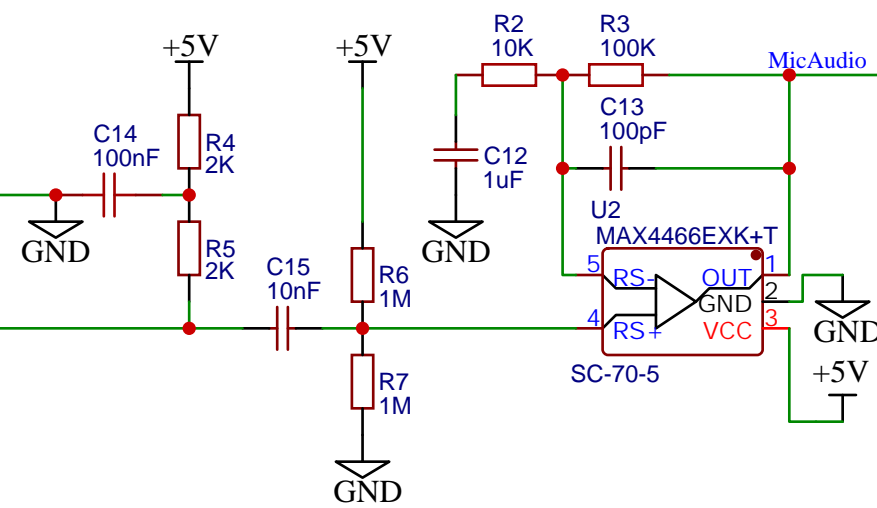 +5V
+5V
R2
10K
R3
100K
MicAudio
C14
100nF
R4
2K
C12
1uF
C13
100pF
GND
R5
2K
GND
U2
MAX4466EXK+T
C15
10nF
R6
1M
5
RS-
OUT
1
GND
2
4
RS+
VCC
3
GND
R7
1M
SC-70-5
+5V
GND